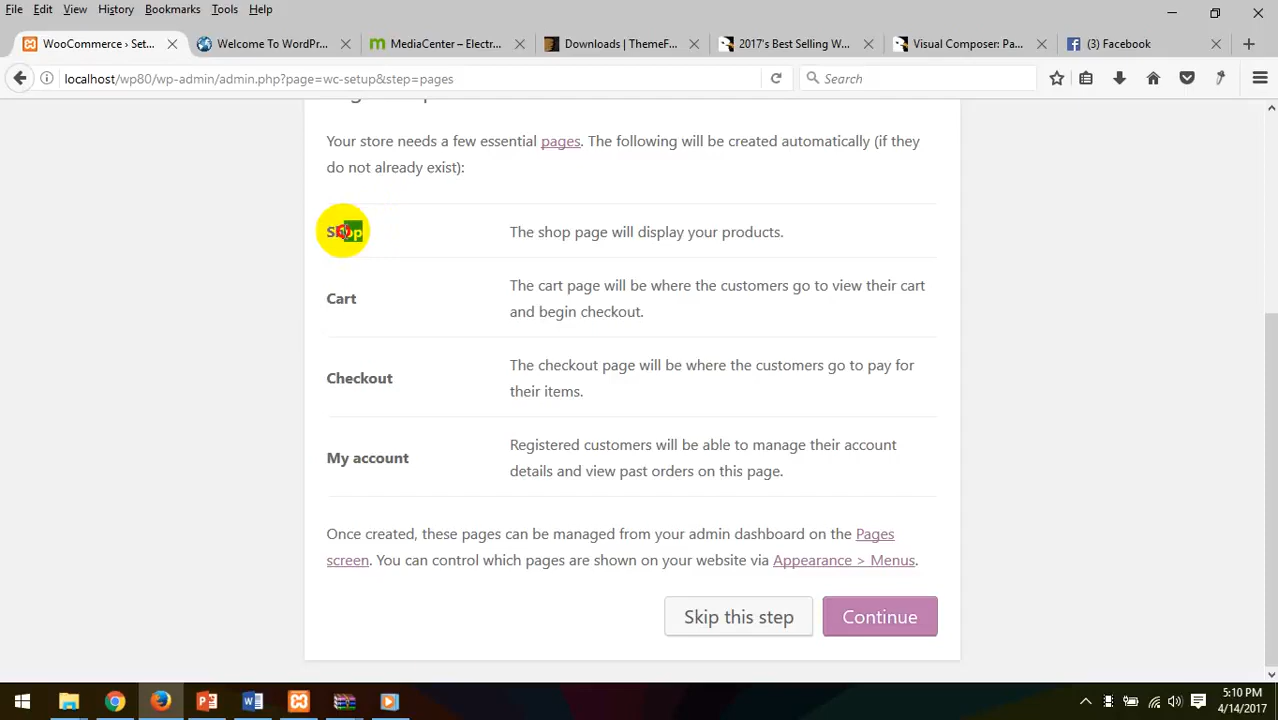 File Edit View History Bookmarks Tools Help
WooCommerce › Set... Welcome To WordPr... MediaCenter – Electr... Downloads | ThemeF... 2017's Best Selling W... Visual Composer: Pa... (3) Facebook
localhost/wp80/wp-admin/admin.php?page=wc-setup&step=pages Search
Your store needs a few essential pages. The following will be created automatically (if they
do not already exist):
Shop The shop page will display your products.
Cart The cart page will be where the customers go to view their cart
and begin checkout.
Checkout The checkout page will be where the customers go to pay for
their items.
My account Registered customers will be able to manage their account
details and view past orders on this page.
Once created, these pages can be managed from your admin dashboard on the Pages
screen. You can control which pages are shown on your website via Appearance > Menus.
Skip this step Continue
5:10 PM
4/14/2017